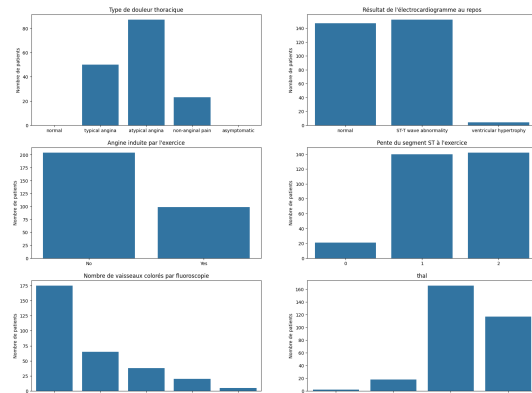 Type de douleur thoracique
Nombre de patients
80
60
40
20
0
normal typical angina atypical angina non-anginal pain asymptomatic
Résultat de l'électrocardiogramme au repos
Nombre de patients
140
120
100
80
60
40
20
0
normal ST-T wave abnormality ventricular hypertrophy
Angine induite par l'exercice
Nombre de patients
200
175
150
125
100
75
50
25
0
No Yes
Pente du segment ST à l'exercice
Nombre de patients
140
120
100
80
60
40
20
0
0 1 2
Nombre de vaisseaux colorés par fluoroscopie
Nombre de patients
175
150
125
100
75
50
25
0
thal
Nombre de patients
160
140
120
100
80
60
40
20
0